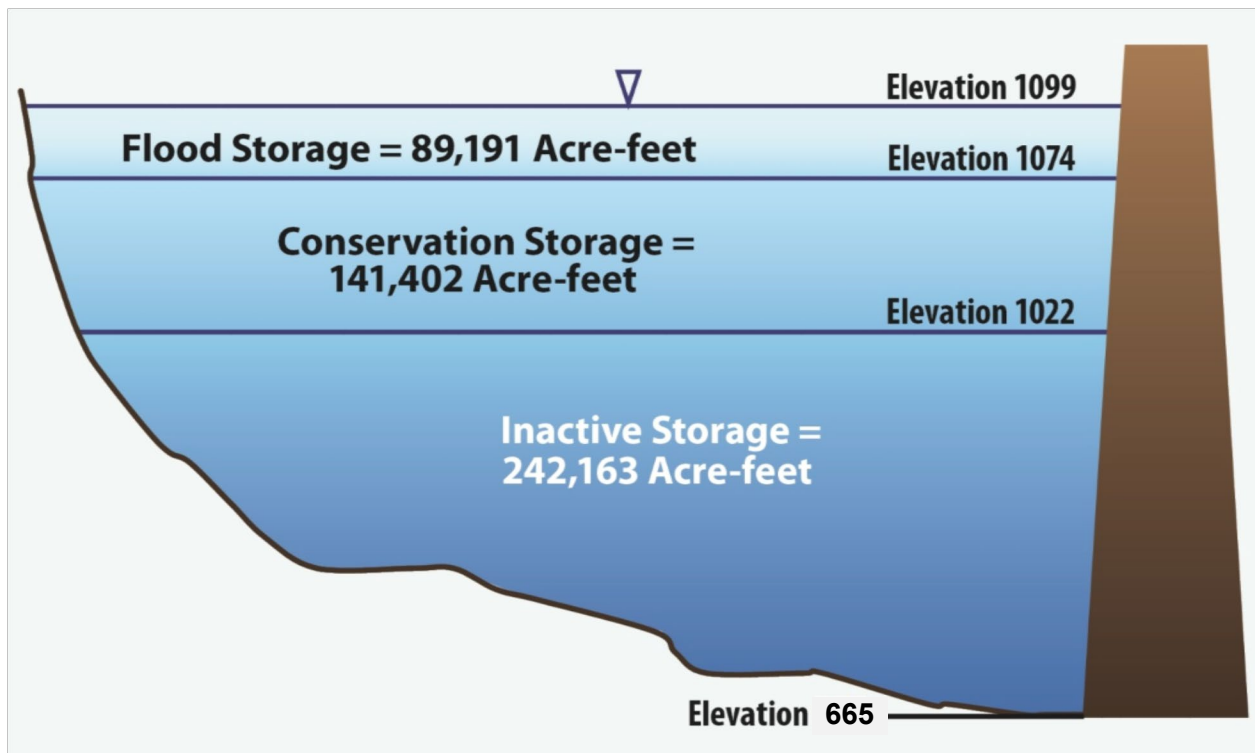 Elevation 1099
Flood Storage = 89,191 Acre-feet
Elevation 1074
Conservation Storage =
141,402 Acre-feet
Elevation 1022
Inactive Storage =
242,163 Acre-feet
Elevation 665